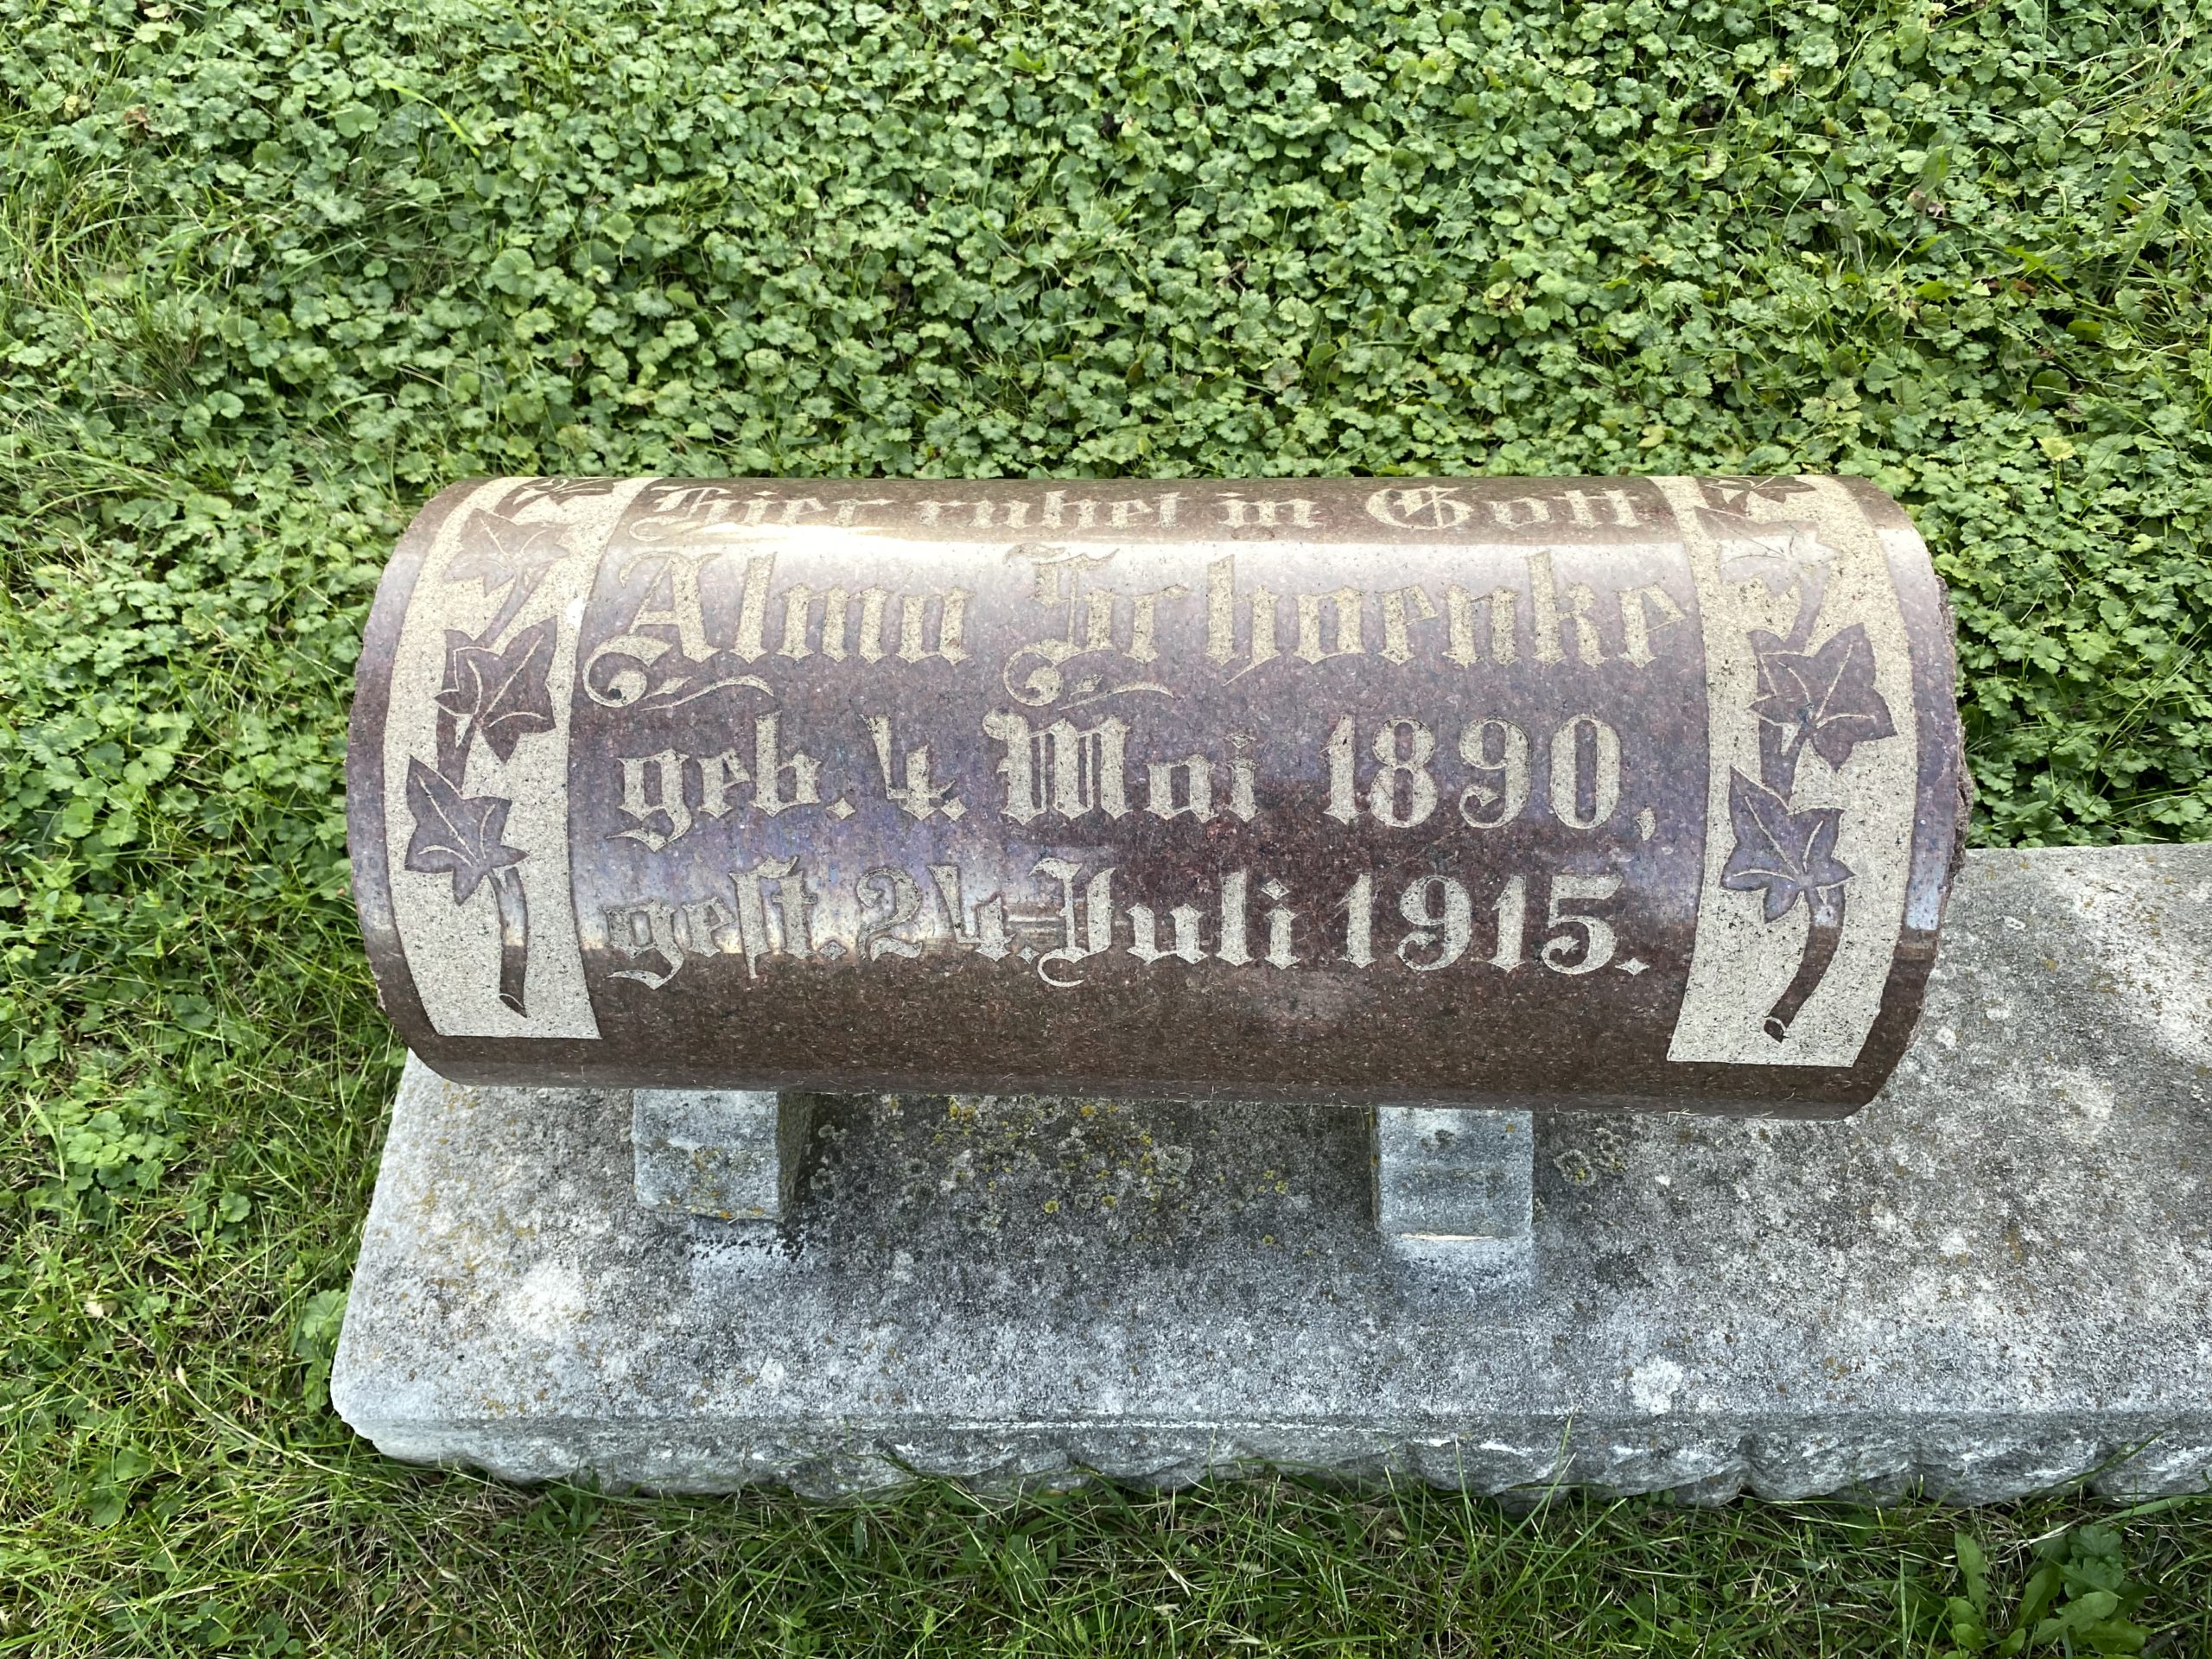 Hier ruhet in Gott
Alma Schoenke
geb. 4. Mai 1890,
gest. 24. Juli 1915.